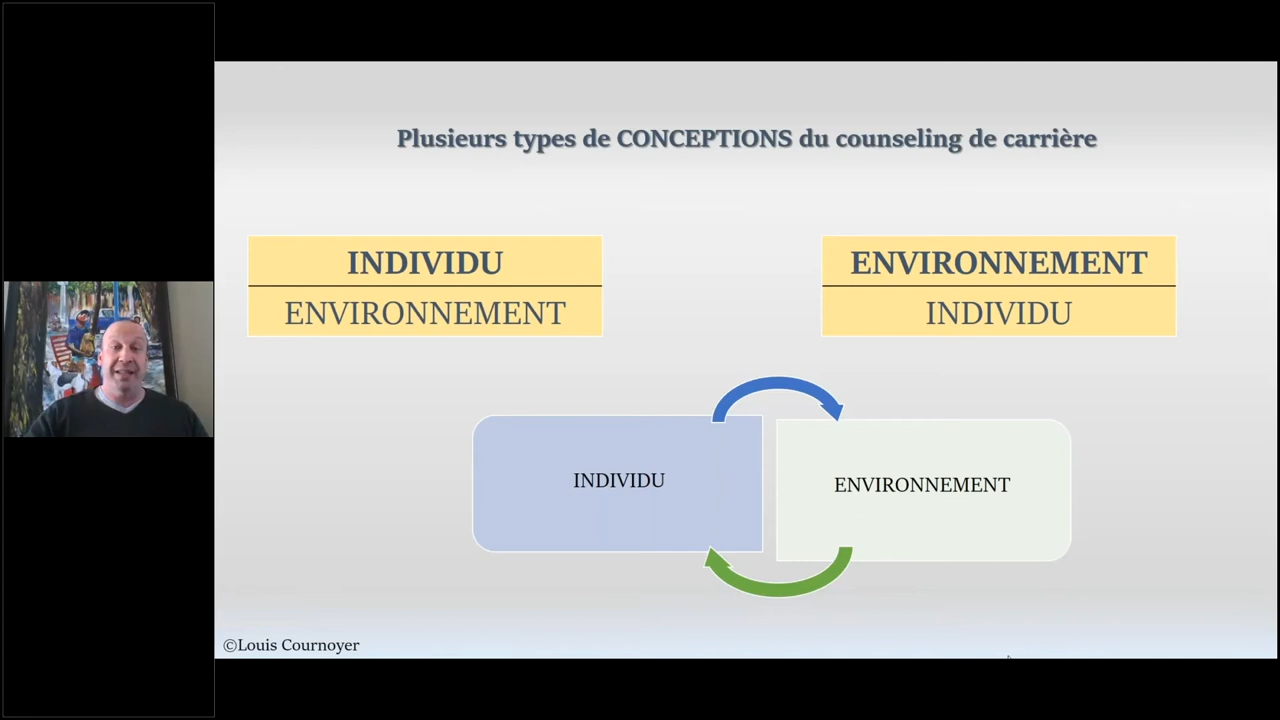 Plusieurs types de CONCEPTIONS du counseling de carrière
INDIVIDU
ENVIRONNEMENT
ENVIRONNEMENT
INDIVIDU
INDIVIDU
ENVIRONNEMENT
©Louis Cournoyer